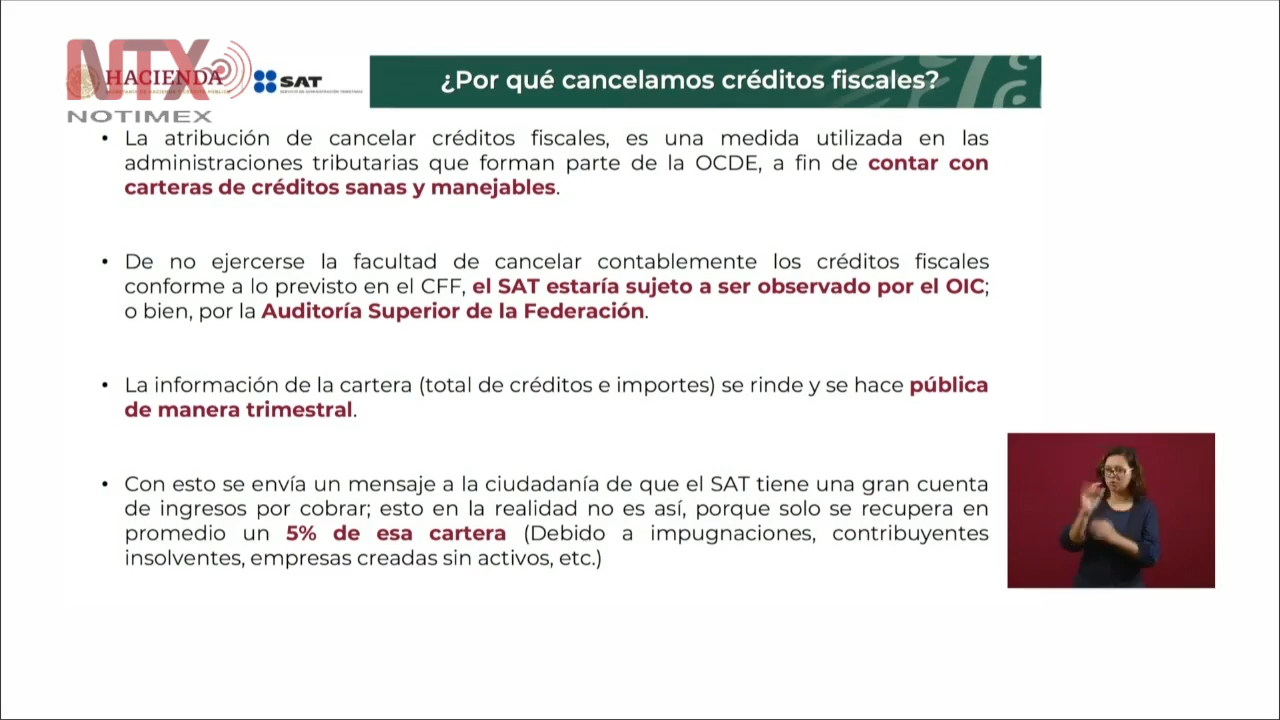 NTX
HACIENDA
SAT
NOTIMEX
¿Por qué cancelamos créditos fiscales?
• La atribución de cancelar créditos fiscales, es una medida utilizada en las
administraciones tributarias que forman parte de la OCDE, a fin de contar con
carteras de créditos sanas y manejables.
• De no ejercerse la facultad de cancelar contablemente los créditos fiscales
conforme a lo previsto en el CFF, el SAT estaría sujeto a ser observado por el OIC;
o bien, por la Auditoría Superior de la Federación.
• La información de la cartera (total de créditos e importes) se rinde y se hace pública
de manera trimestral.
• Con esto se envía un mensaje a la ciudadanía de que el SAT tiene una gran cuenta
de ingresos por cobrar; esto en la realidad no es así, porque solo se recupera en
promedio un 5% de esa cartera (Debido a impugnaciones, contribuyentes
insolventes, empresas creadas sin activos, etc.)